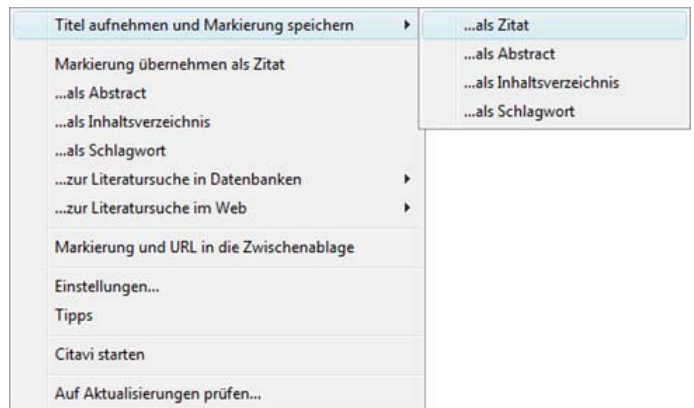 Titel aufnehmen und Markierung speichern
...als Zitat
...als Abstract
...als Inhaltsverzeichnis
...als Schlagwort
Markierung übernehmen als Zitat
...als Abstract
...als Inhaltsverzeichnis
...als Schlagwort
...zur Literatursuche in Datenbanken
...zur Literatursuche im Web
Markierung und URL in die Zwischenablage
Einstellungen...
Tipps
Citavi starten
Auf Aktualisierungen prüfen...